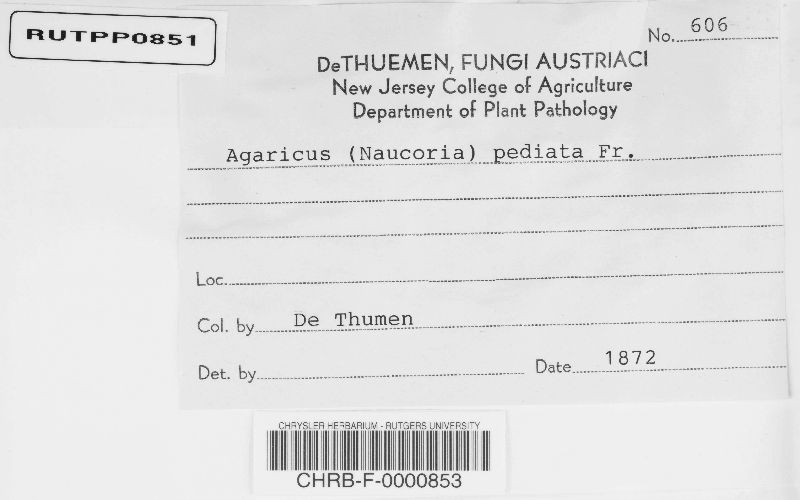 RUTPP0851
No. 606
DeTHUEMEN, FUNGI AUSTRIACI
New Jersey College of Agriculture
Department of Plant Pathology
Agaricus (Naucoria) pediata Fr.
Loc.
Col. by De Thumen
Det. by Date 1872
CHRYSLER HERBARIUM - RUTGERS UNIVERSITY
CHRB-F-0000853